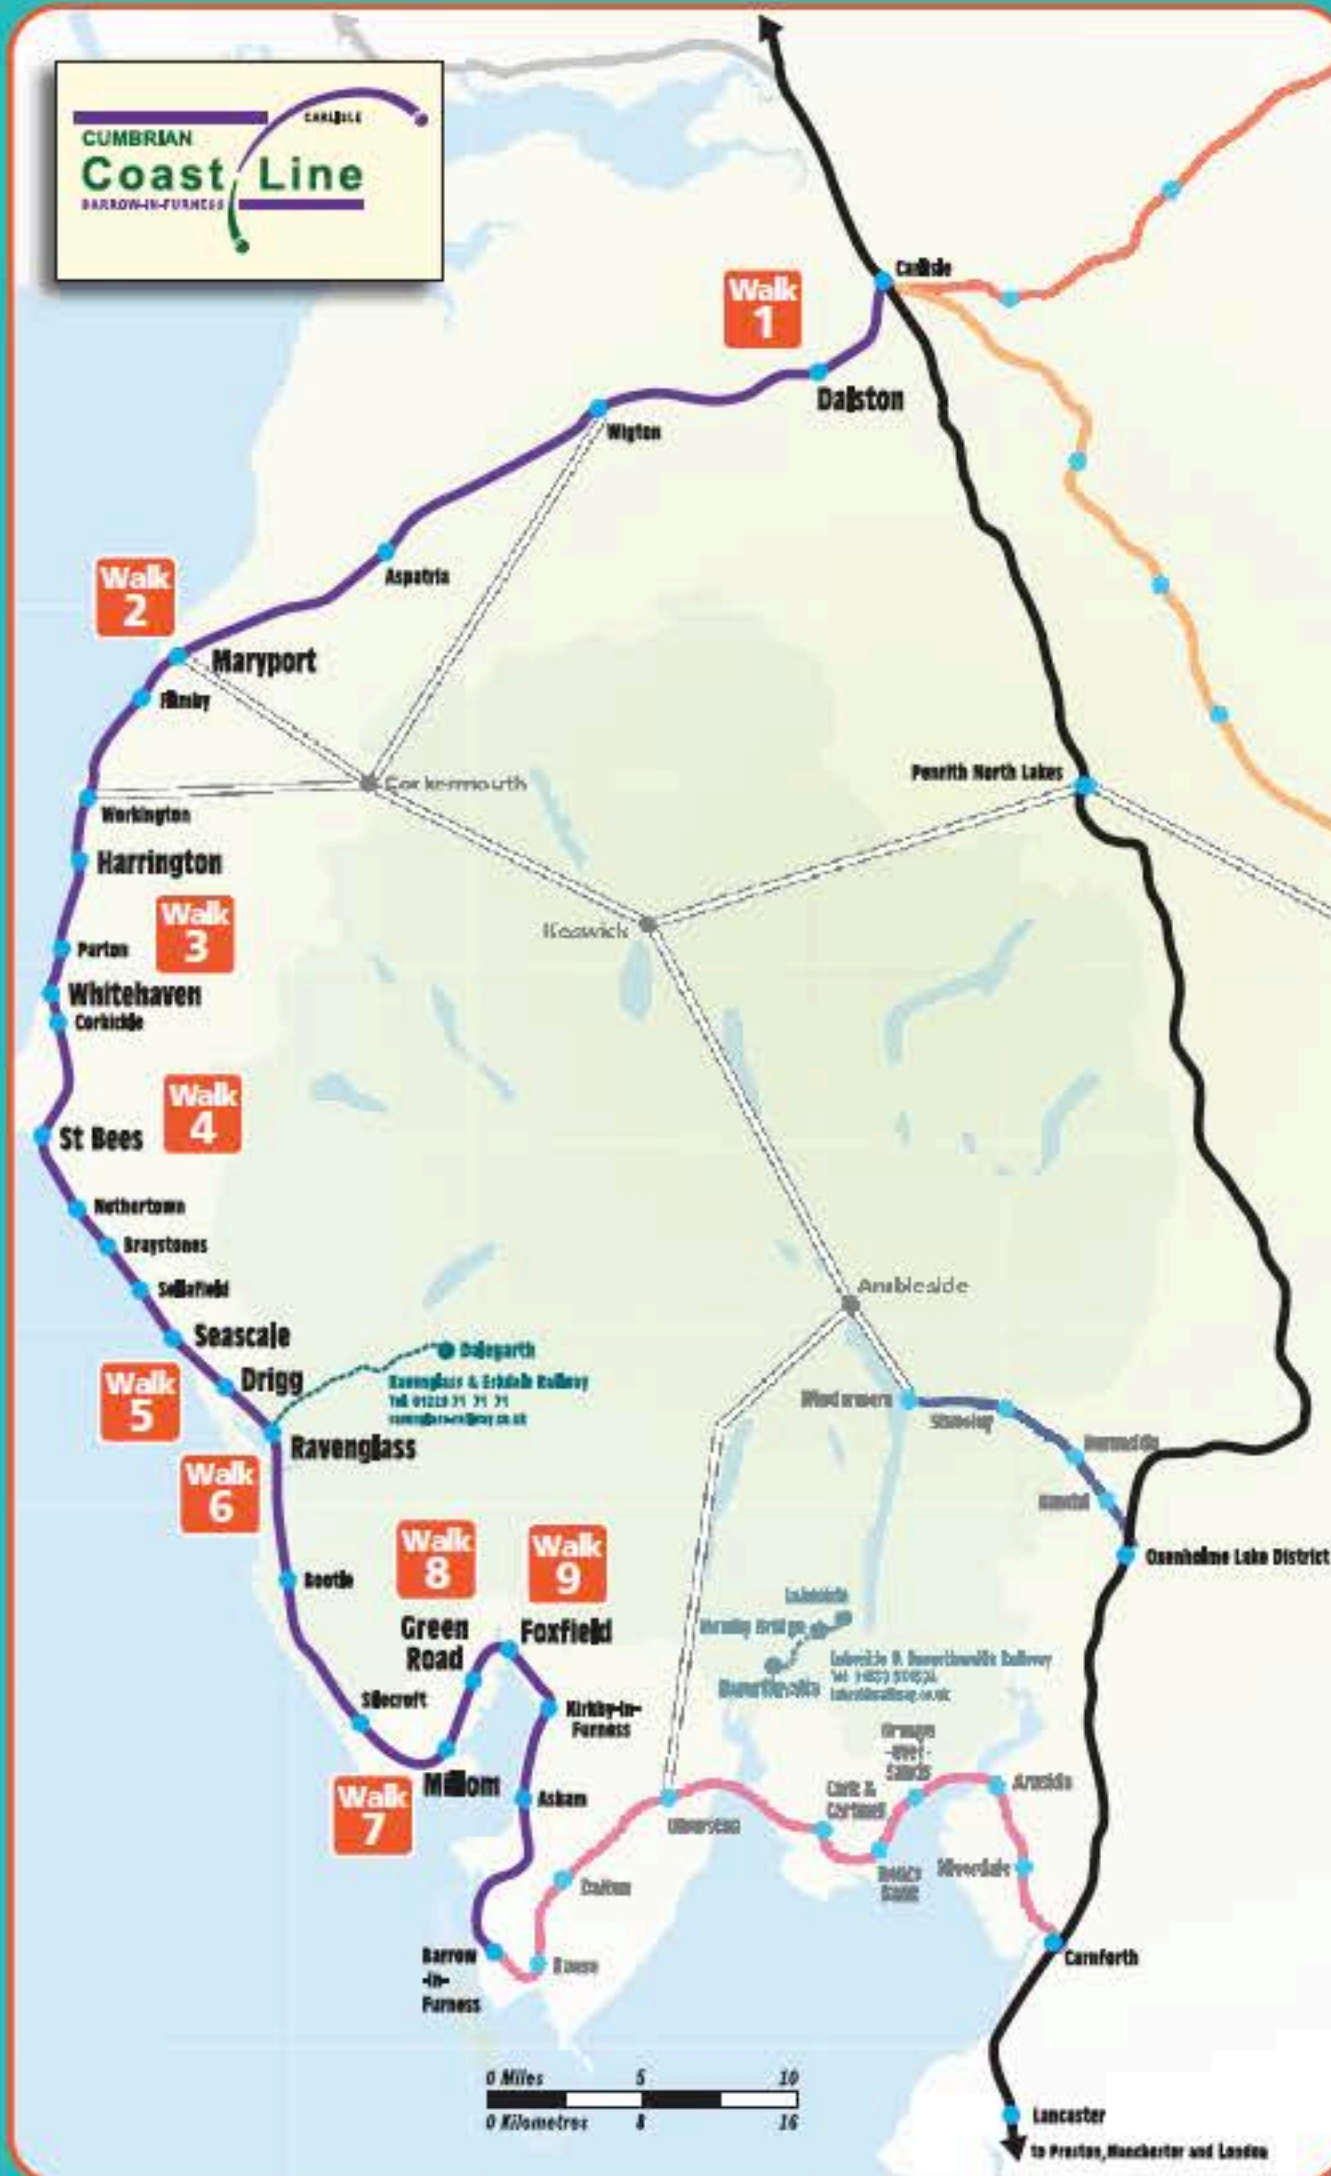 CARLISLE
CUMBRIAN
Coast Line
BARROW-IN-FURNESS
Carlisle
Walk
1
Dalston
Wigton
Aspatria
Walk
2
Maryport
Flimby
Cockermouth
Penrith North Lakes
Workington
Harrington
Walk
3
Keswick
Parton
Whitehaven
Corkickle
Walk
4
St Bees
Nethertown
Braystones
Sellafield
Ambleside
Seascale
Dalegarth
Drigg
Walk
5
Ravenglass & Eskdale Railway
Windermere
Staveley
Ravenglass
Burneside
Walk
6
Kendal
Walk
8
Walk
9
Oxenholme Lake District
Bootle
Green
Road
Foxfield
Lakeside
Silecroft
Kirkby-in-
Furness
Millom
Walk
7
Askam
Grange
-over-
Sands
Arnside
Cark &
Cartmel
Ulverston
Kents
Bank
Silverdale
Dalton
Barrow
-in-
Furness
Roose
Carnforth
0 Miles 5 10
0 Kilometres 8 16
Lancaster
to Preston, Manchester and London